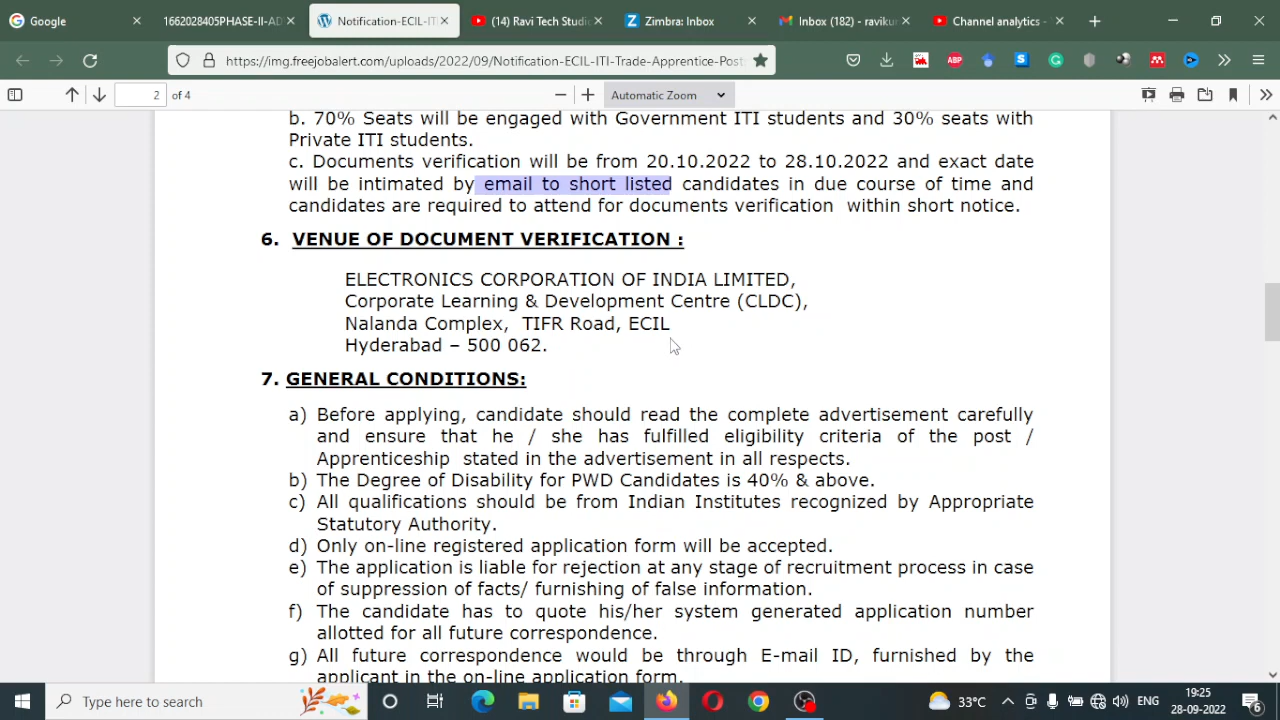 Google
1662028405PHASE-II-AD
Notification-ECIL-ITI
(14) Ravi Tech Studi
Zimbra: Inbox
Inbox (182) - ravikur
Channel analytics -
https://img.freejobalert.com/uploads/2022/09/Notification-ECIL-ITI-Trade-Apprentice-Post
ABP
2 of 4
Automatic Zoom
b. 70% Seats will be engaged with Government ITI students and 30% seats with
Private ITI students.
c. Documents verification will be from 20.10.2022 to 28.10.2022 and exact date
will be intimated by email to short listed candidates in due course of time and
candidates are required to attend for documents verification within short notice.
6. VENUE OF DOCUMENT VERIFICATION :
ELECTRONICS CORPORATION OF INDIA LIMITED,
Corporate Learning & Development Centre (CLDC),
Nalanda Complex, TIFR Road, ECIL
Hyderabad – 500 062.
7. GENERAL CONDITIONS:
a) Before applying, candidate should read the complete advertisement carefully
and ensure that he / she has fulfilled eligibility criteria of the post /
Apprenticeship stated in the advertisement in all respects.
b) The Degree of Disability for PWD Candidates is 40% & above.
c) All qualifications should be from Indian Institutes recognized by Appropriate
Statutory Authority.
d) Only on-line registered application form will be accepted.
e) The application is liable for rejection at any stage of recruitment process in case
of suppression of facts/ furnishing of false information.
f) The candidate has to quote his/her system generated application number
allotted for all future correspondence.
g) All future correspondence would be through E-mail ID, furnished by the
applicant in the on-line application form.
Type here to search
33°C
ENG
19:25
28-09-2022
6